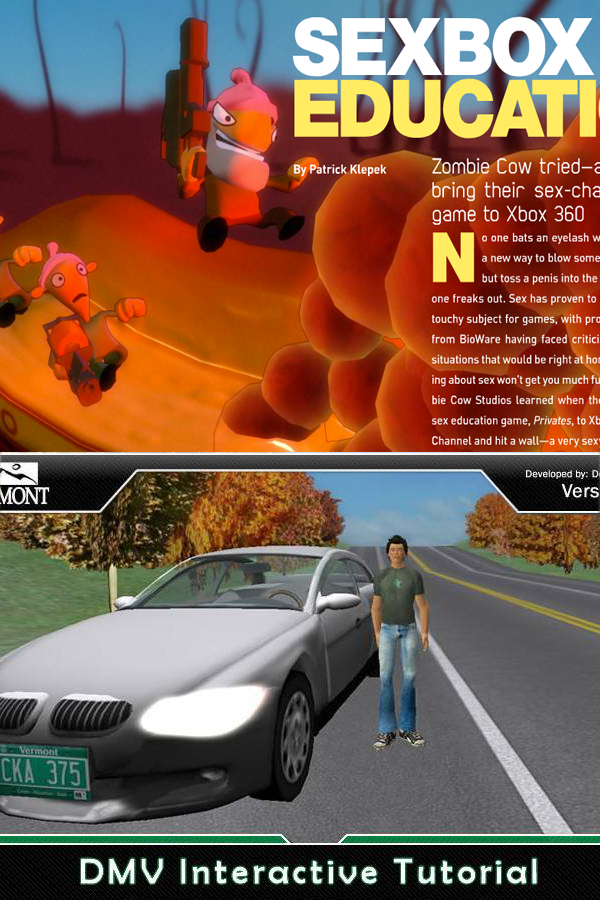 SEXBOX
EDUCATI
By Patrick Klepek
Zombie Cow tried—a
bring their sex-cha
game to Xbox 360
No one bats an eyelash w
a new way to blow some
but toss a penis into the
one freaks out. Sex has proven to
touchy subject for games, with pro
from BioWare having faced critici
situations that would be right at hom
ing about sex won't get you much fu
bie Cow Studios learned when the
sex education game, Privates, to Xb
Channel and hit a wall—a very sexy
MONT
Developed by: D
Vers
Vermont
CKA 375
DMV Interactive Tutorial